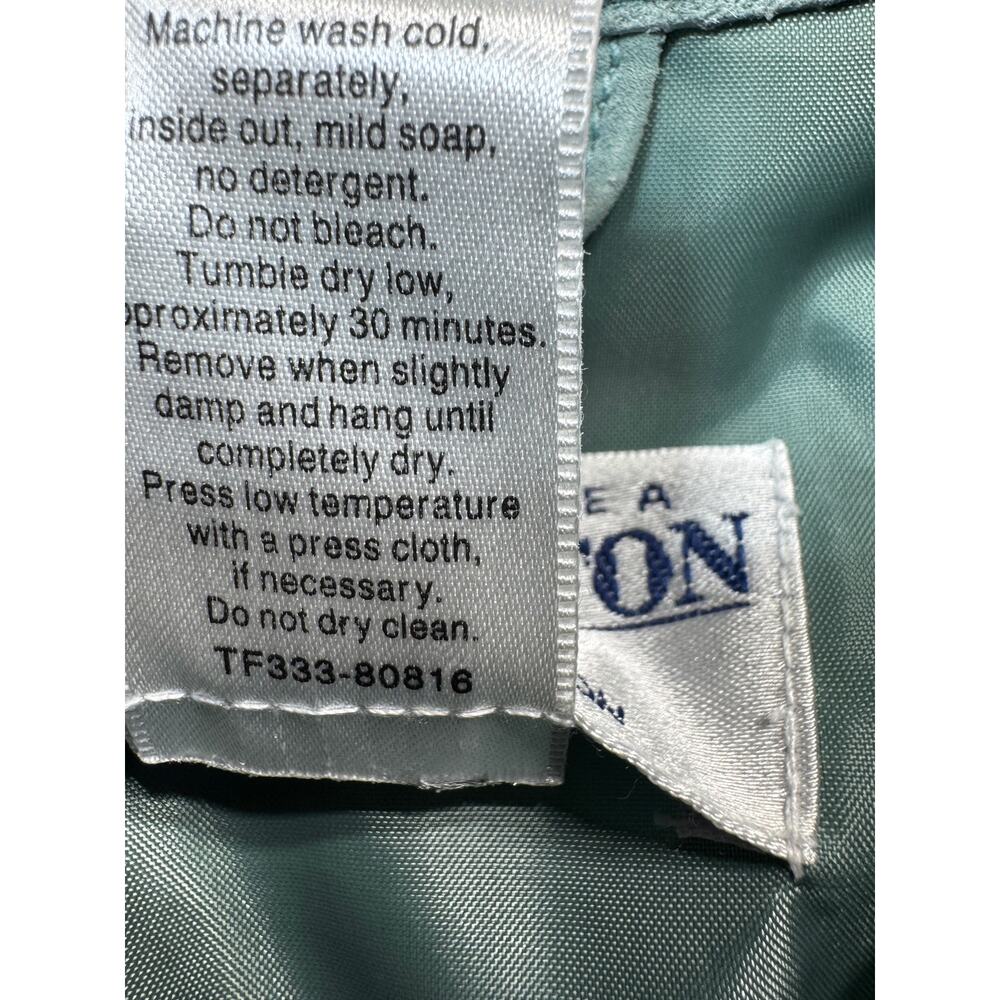 Machine wash cold,
separately,
inside out, mild soap,
no detergent.
Do not bleach.
Tumble dry low,
pproximately 30 minutes.
Remove when slightly
damp and hang until
completely dry.
Press low temperature
with a press cloth,
if necessary.
Do not dry clean.
TF333-80816
EA
TON